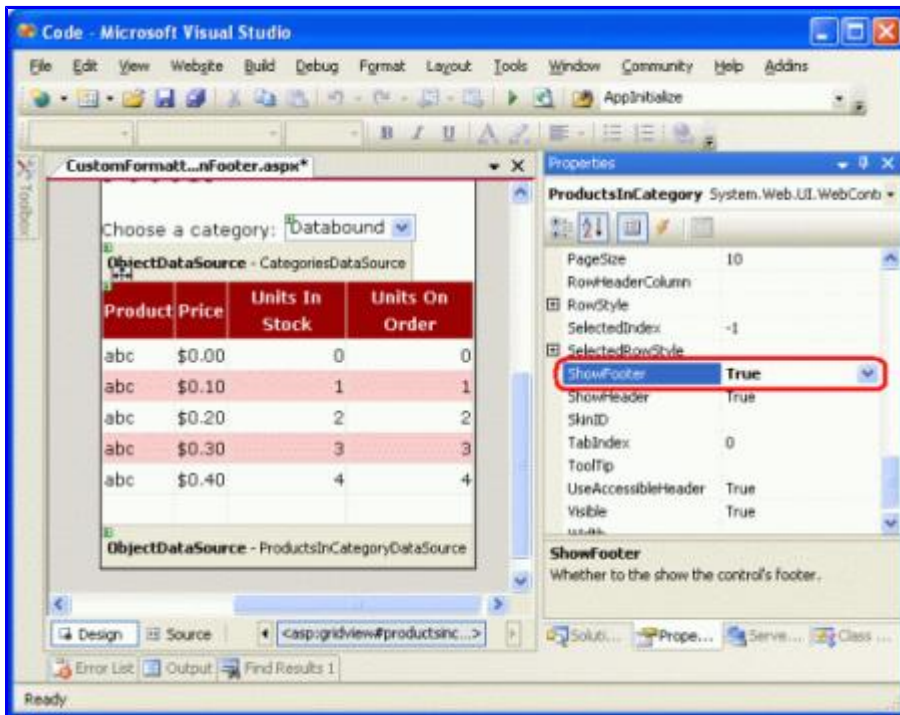 Code - Microsoft Visual Studio
File Edit View Website Build Debug Format Layout Tools Window Community Help Addins
AppInitialize
B I U A
Toolbox
CustomFormatt...nFooter.aspx*
Choose a category: Databound
ObjectDataSource - CategoriesDataSource
Product Price Units In Stock Units On Order
abc $0.00 0 0
abc $0.10 1 1
abc $0.20 2 2
abc $0.30 3 3
abc $0.40 4 4
ObjectDataSource - ProductsInCategoryDataSource
Design Source <asp:gridview#productsinc...>
Properties
ProductsInCategory System.Web.UI.WebContr
PageSize 10
RowHeaderColumn
RowStyle
SelectedIndex -1
SelectedRowStyle
ShowFooter True
ShowHeader True
SkinID
TabIndex 0
ToolTip
UseAccessibleHeader True
Visible True
ShowFooter
Whether to the show the control's footer.
Soluti... Prope... Serve... Class ...
Error List Output Find Results 1
Ready